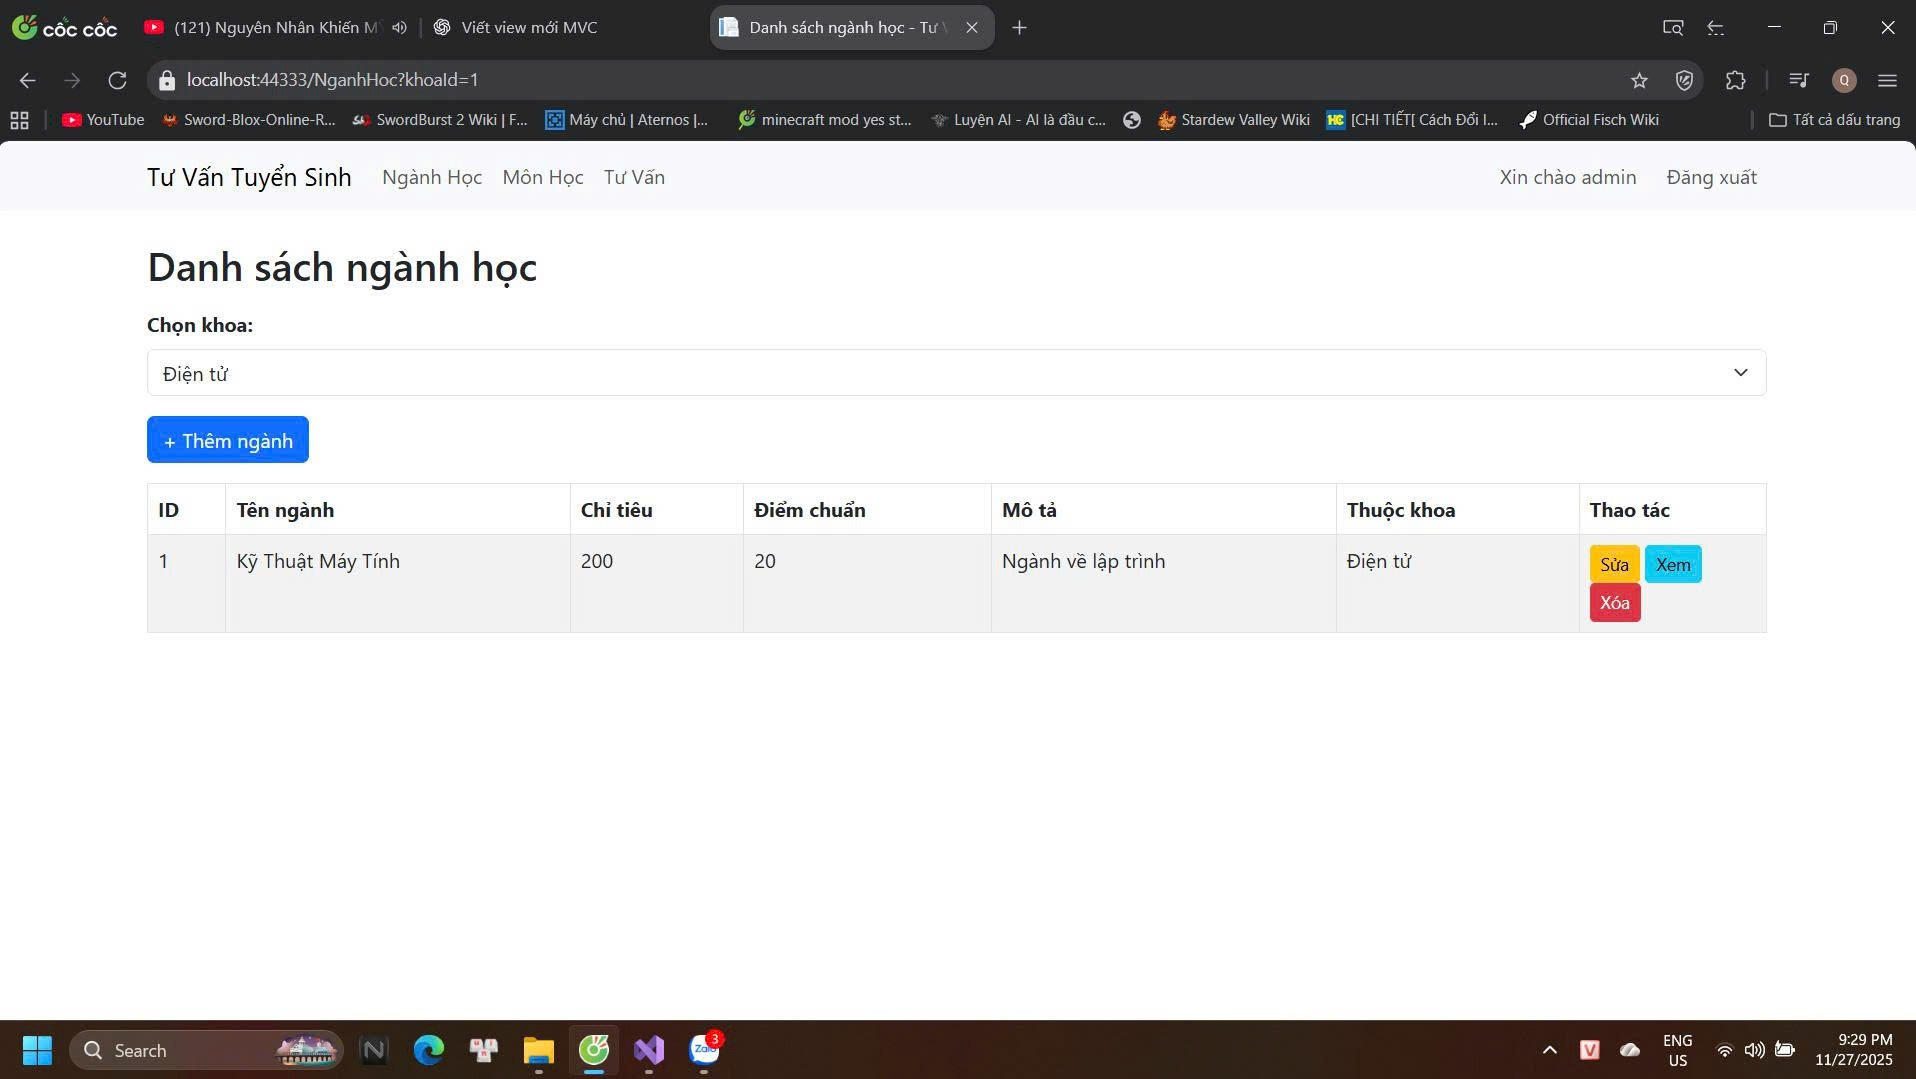 cốc cốc
(121) Nguyên Nhân Khiến M
Viết view mới MVC
Danh sách ngành học - Tư V
localhost:44333/NganhHoc?khoaId=1
Q
YouTube
Sword-Blox-Online-R...
SwordBurst 2 Wiki | F...
Máy chủ | Aternos |...
minecraft mod yes st...
Luyện AI - AI là đầu c...
Stardew Valley Wiki
HC
[CHI TIẾT[ Cách Đổi I...
Official Fisch Wiki
Tất cả dấu trang
Tư Vấn Tuyển Sinh
Ngành Học
Môn Học
Tư Vấn
Xin chào admin
Đăng xuất
Danh sách ngành học
Chọn khoa:
Điện tử
+ Thêm ngành
ID
Tên ngành
Chỉ tiêu
Điểm chuẩn
Mô tả
Thuộc khoa
Thao tác
1
Kỹ Thuật Máy Tính
200
20
Ngành về lập trình
Điện tử
Sửa
Xem
Xóa
Search
N
Zalo
3
V
ENG
US
9:29 PM
11/27/2025